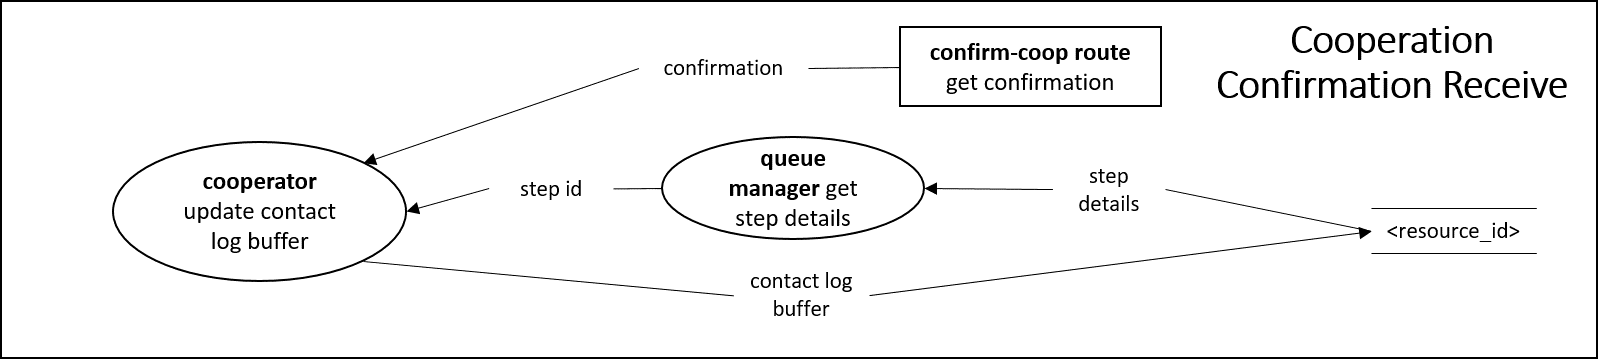 Cooperation
Confirmation Receive
confirm-coop route
get confirmation
confirmation
cooperator
update contact
log buffer
step id
queue
manager get
step details
step
details
<resource_id>
contact log
buffer